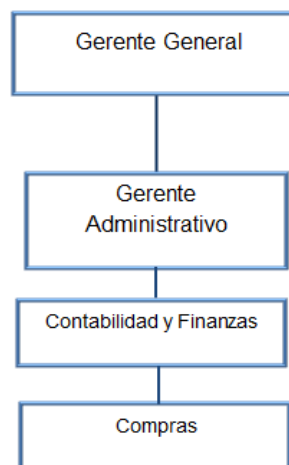 Gerente General
Gerente
Administrativo
Contabilidad y Finanzas
Compras